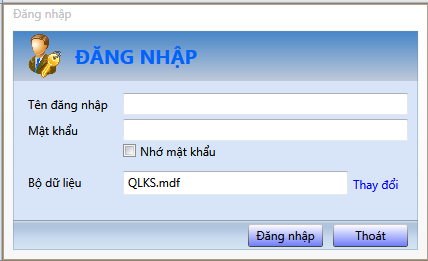 Đăng nhập
ĐĂNG NHẬP
Tên đăng nhập
Mật khẩu
Nhớ mật khẩu
Bộ dữ liệu QLKS.mdf Thay đổi
Đăng nhập Thoát